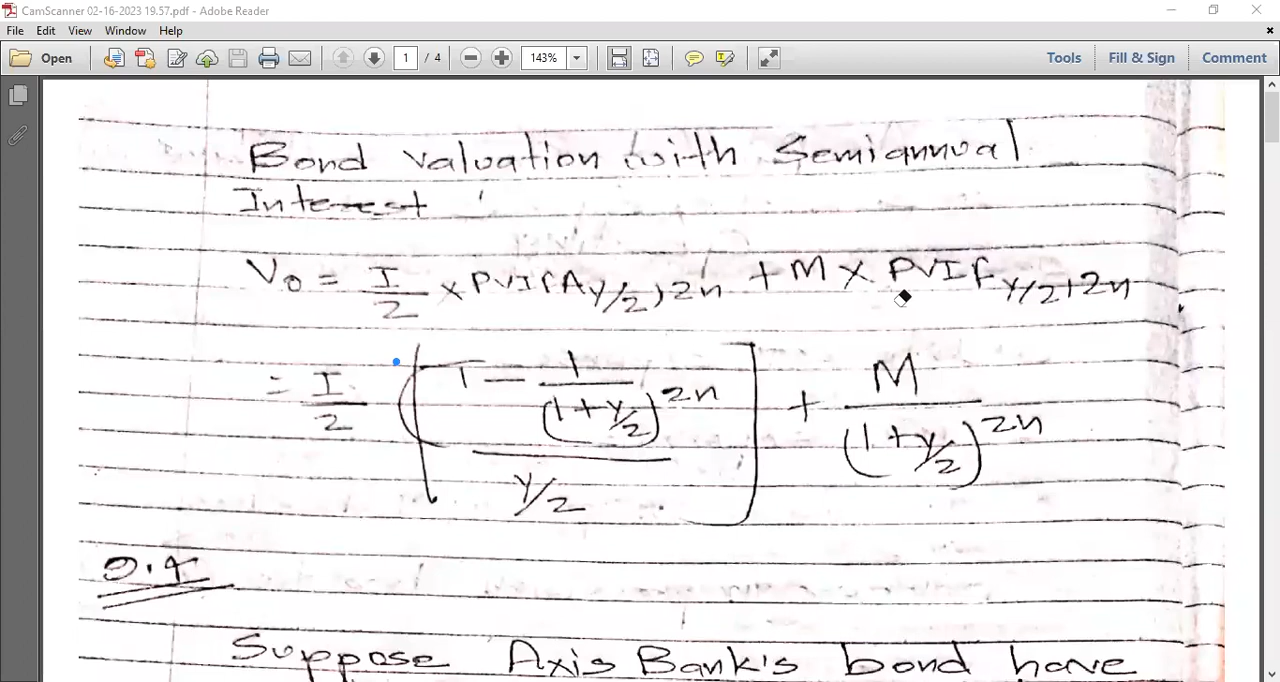 CamScanner 02-16-2023 19.57.pdf - Adobe Reader
File Edit View Window Help
Open 1 / 4 143% Tools Fill & Sign Comment
Bond valuation with Semiannual
Interest
V0 = I/2 × PVIFA y/2, 2n + M × PVIF y/2, 2n
= I/2 [ (1 - 1/(1+y/2)^2n) / (y/2) ] + M/(1+y/2)^2n
Suppose Axis Bank's bond have